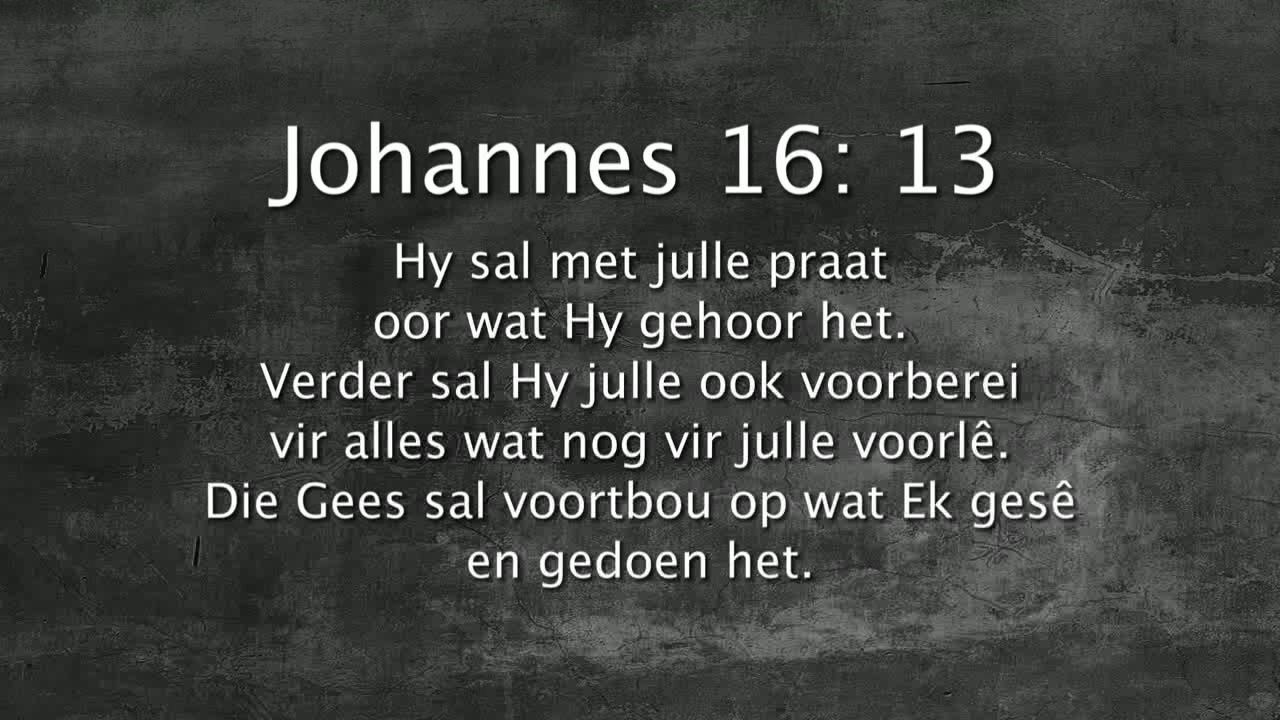 Johannes 16: 13
Hy sal met julle praat
oor wat Hy gehoor het.
Verder sal Hy julle ook voorberei
vir alles wat nog vir julle voorlê.
Die Gees sal voortbou op wat Ek gesê
en gedoen het.